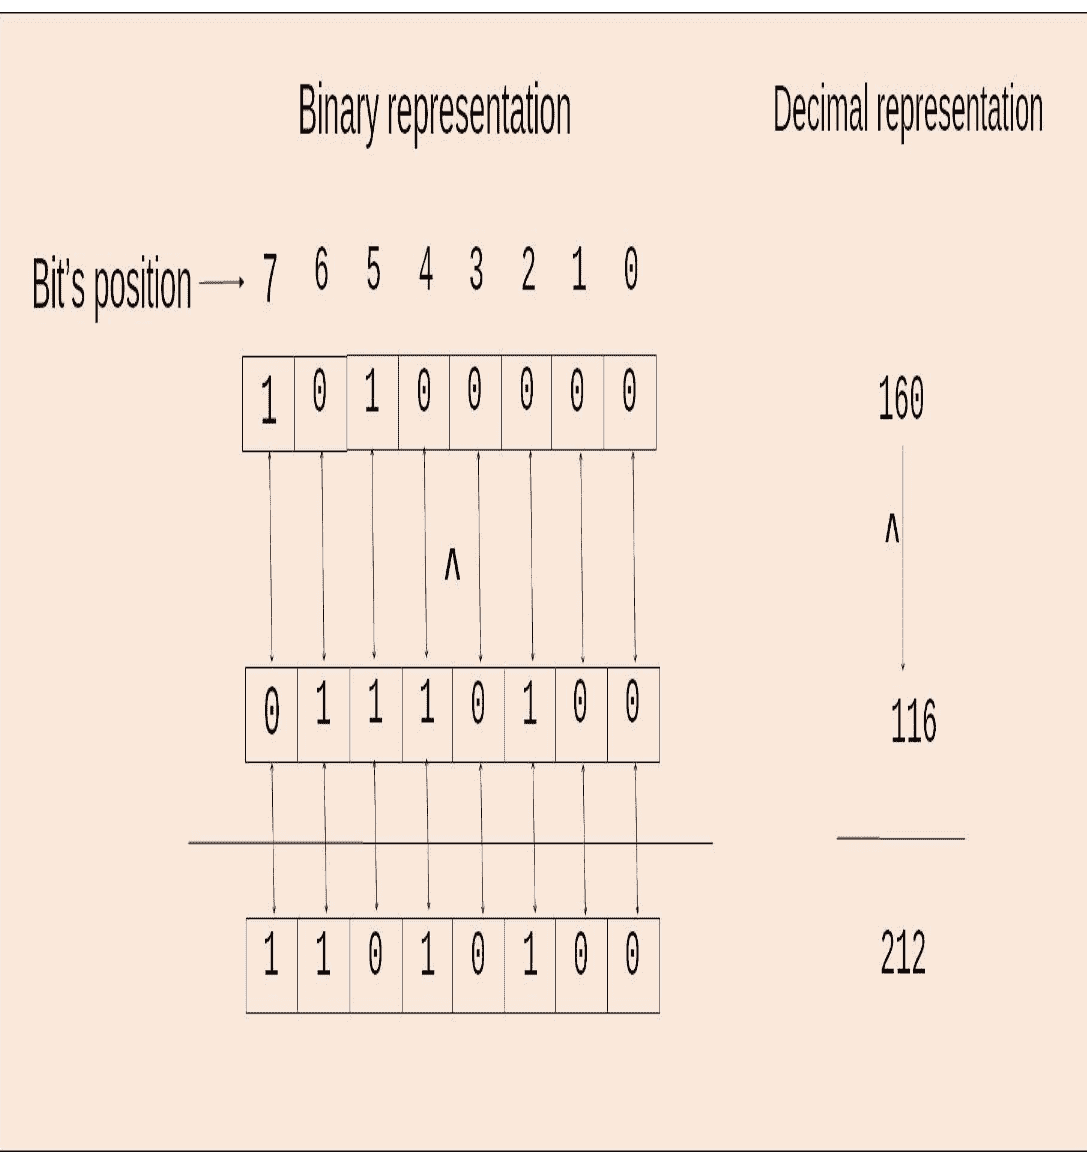 Binary representation Decimal representation
Bit's position 7 6 5 4 3 2 1 0
1 0 1 0 0 0 0 0 160
^ ^
0 1 1 1 0 1 0 0 116
1 1 0 1 0 1 0 0 212